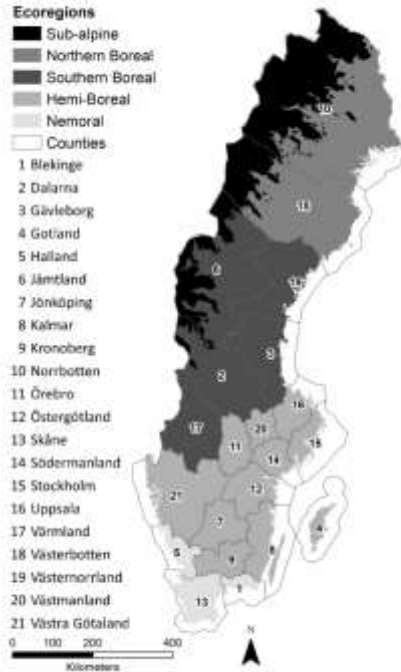 Ecoregions
Sub-alpine
Northern Boreal
Southern Boreal
Hemi-Boreal
Nemoral
Counties
1 Blekinge
2 Dalarna
3 Gävleborg
4 Gotland
5 Halland
6 Jämtland
7 Jönköping
8 Kalmar
9 Kronoberg
10 Norrbotten
11 Örebro
12 Östergötland
13 Skåne
14 Södermanland
15 Stockholm
16 Uppsala
17 Värmland
18 Västerbotten
19 Västernorrland
20 Västmanland
21 Västra Götaland
10
18
6
19
3
2
16
17
20
11
15
14
21
12
7
4
5
9
8
1
13
N
0 100 200 400
Kilometers